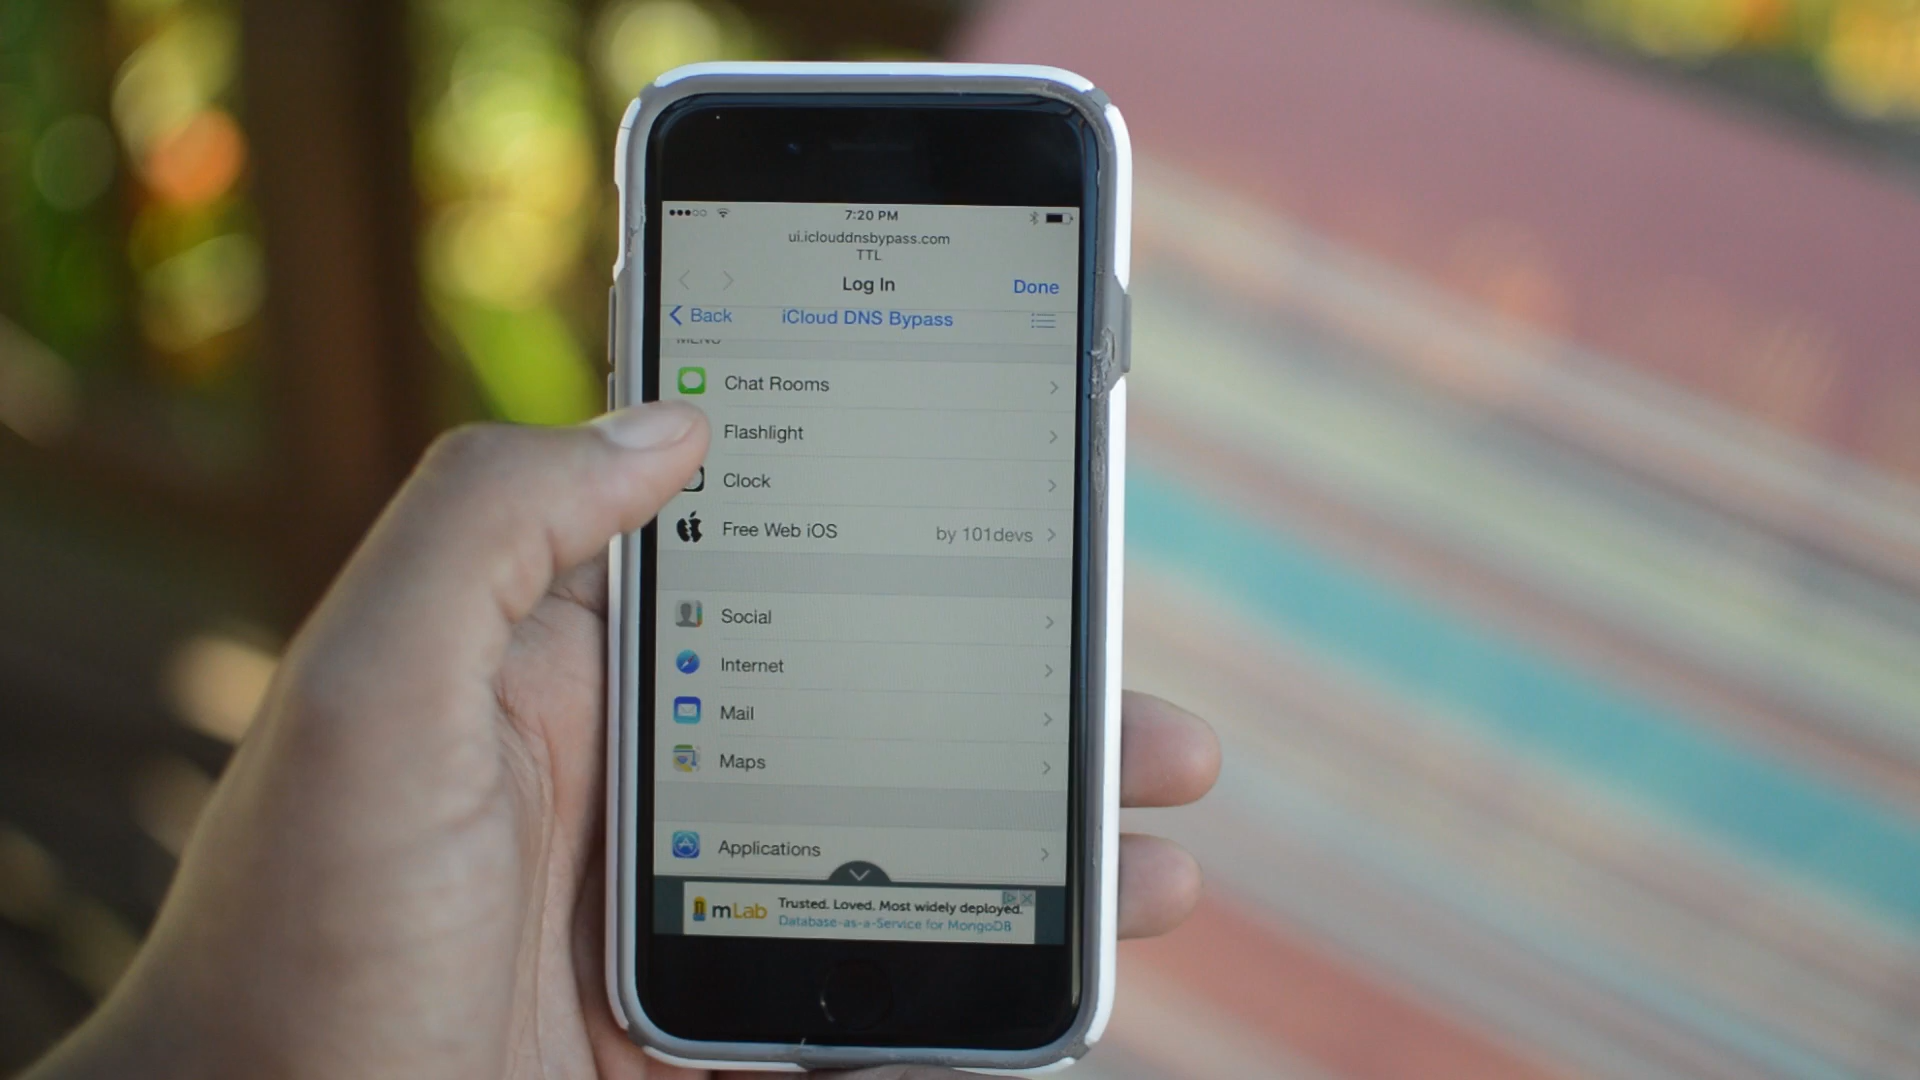 7:20 PM
ui.iclouddnsbypass.com
TTL
Log In
Done
Back
iCloud DNS Bypass
MENU
Chat Rooms
Flashlight
Clock
Free Web iOS by 101devs
Social
Internet
Mail
Maps
Applications
mLab
Trusted. Loved. Most widely deployed.
Database-as-a-Service for MongoDB